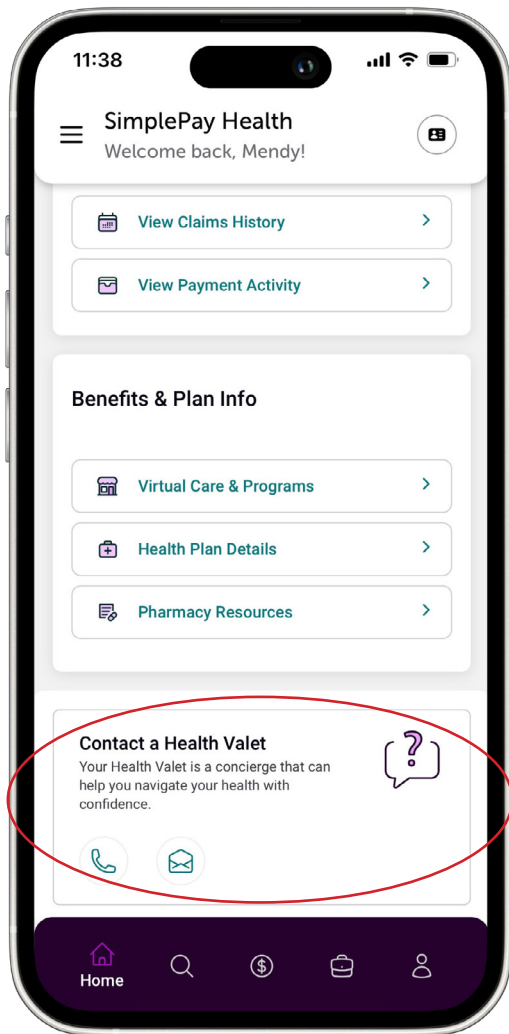 11:38
SimplePay Health
Welcome back, Mendy!
View Claims History
View Payment Activity
Benefits & Plan Info
Virtual Care & Programs
Health Plan Details
Pharmacy Resources
Contact a Health Valet
Your Health Valet is a concierge that can
help you navigate your health with
confidence.
?
$
Home